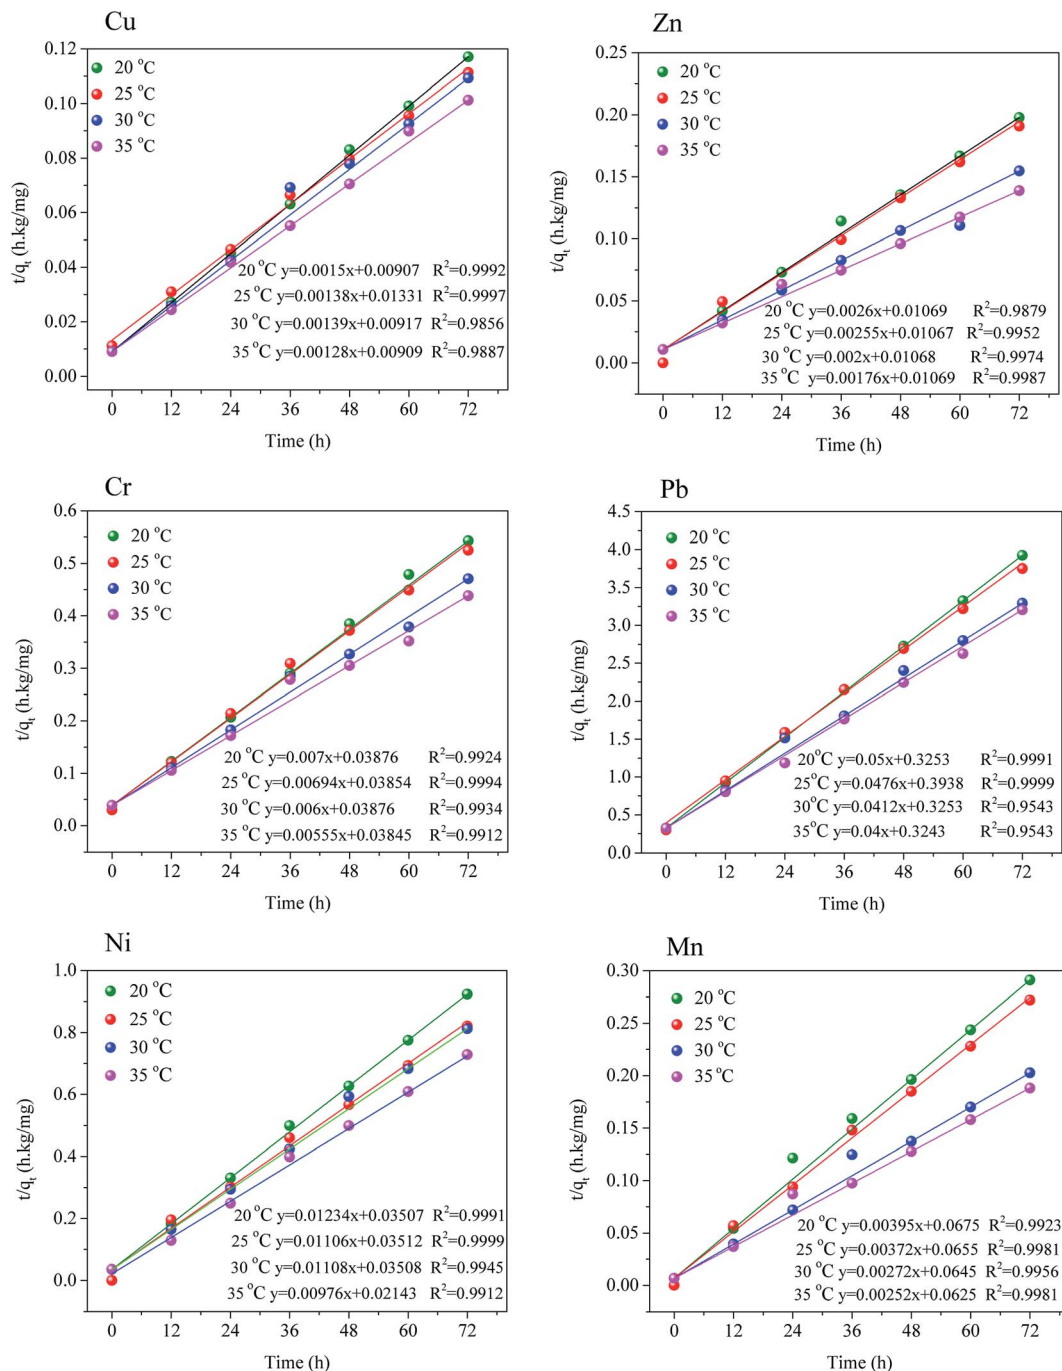 Cu
0.12
0.10
0.08
0.06
0.04
0.02
0.00
t/qt (h.kg/mg)
20 °C
25 °C
30 °C
35 °C
20 °C y=0.0015x+0.00907 R²=0.9992
25 °C y=0.00138x+0.01331 R²=0.9997
30 °C y=0.00139x+0.00917 R²=0.9856
35 °C y=0.00128x+0.00909 R²=0.9887
0 12 24 36 48 60 72
Time (h)
Zn
0.25
0.20
0.15
0.10
0.05
0.00
t/qt (h.kg/mg)
20 °C
25 °C
30 °C
35 °C
20 °C y=0.0026x+0.01069 R²=0.9879
25 °C y=0.00255x+0.01067 R²=0.9952
30 °C y=0.002x+0.01068 R²=0.9974
35 °C y=0.00176x+0.01069 R²=0.9987
0 12 24 36 48 60 72
Time (h)
Cr
0.6
0.5
0.4
0.3
0.2
0.1
0.0
t/qt (h.kg/mg)
20 °C
25 °C
30 °C
35 °C
20 °C y=0.007x+0.03876 R²=0.9924
25 °C y=0.00694x+0.03854 R²=0.9994
30 °C y=0.006x+0.03876 R²=0.9934
35 °C y=0.00555x+0.03845 R²=0.9912
0 12 24 36 48 60 72
Time (h)
Pb
4.5
4.0
3.5
3.0
2.5
2.0
1.5
1.0
0.5
0.0
t/qt (h.kg/mg)
20 °C
25 °C
30 °C
35 °C
20°C y=0.05x+0.3253 R²=0.9991
25°C y=0.0476x+0.3938 R²=0.9999
30°C y=0.0412x+0.3253 R²=0.9543
35°C y=0.04x+0.3243 R²=0.9543
0 12 24 36 48 60 72
Time (h)
Ni
1.0
0.8
0.6
0.4
0.2
0.0
t/qt (h.kg/mg)
20 °C
25 °C
30 °C
35 °C
20 °C y=0.01234x+0.03507 R²=0.9991
25 °C y=0.01106x+0.03512 R²=0.9999
30 °C y=0.01108x+0.03508 R²=0.9945
35 °C y=0.00976x+0.02143 R²=0.9912
0 12 24 36 48 60 72
Time (h)
Mn
0.30
0.25
0.20
0.15
0.10
0.05
0.00
t/qt (h.kg/mg)
20 °C
25 °C
30 °C
35 °C
20 °C y=0.00395x+0.0675 R²=0.9923
25 °C y=0.00372x+0.0655 R²=0.9981
30 °C y=0.00272x+0.0645 R²=0.9956
35 °C y=0.00252x+0.0625 R²=0.9981
0 12 24 36 48 60 72
Time (h)